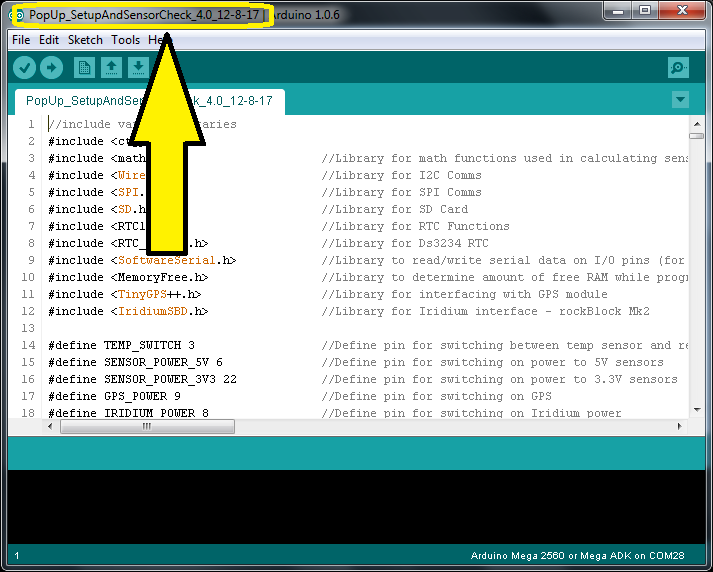 PopUp_SetupAndSensorCheck_4.0_12-8-17 | Arduino 1.0.6
File Edit Sketch Tools
PopUp_SetupAndSen k_4.0_12-8-17
1 //include va aries
2 #include <c
3 #include <math //Library for math functions used in calculating sens
4 #include <Wire //Library for I2C Comms
5 #include <SPI. //Library for SPI Comms
6 #include <SD.h //Library for SD Card
7 #include <RTC //Library for RTC Functions
8 #include <RTC_ .h> //Library for Ds3234 RTC
9 #include <SoftwareSerial.h> //Library to read/write serial data on I/O pins (for
10 #include <MemoryFree.h> //Library to determine amount of free RAM while prog
11 #include <TinyGPS++.h> //Library for interfacing with GPS module
12 #include <IridiumSBD.h> //Library for Iridium interface - rockBlock Mk2
13
14 #define TEMP_SWITCH 3 //Define pin for switching between temp sensor and re
15 #define SENSOR_POWER_5V 6 //Define pin for switching on power to 5V sensors
16 #define SENSOR_POWER_3V3 22 //Define pin for switching on power to 3.3V sensors
17 #define GPS_POWER 9 //Define pin for switching on GPS
18 #define IRIDIUM_POWER 8 //Define pin for switching on Iridium power
1 Arduino Mega 2560 or Mega ADK on COM28